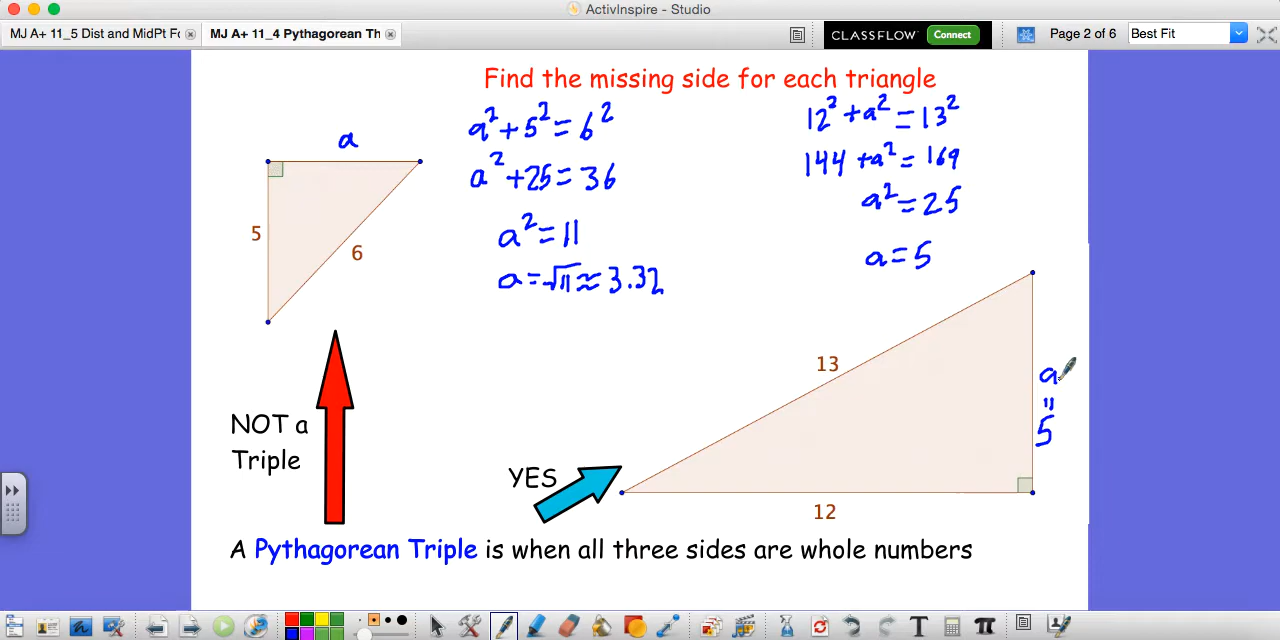 ActivInspire - Studio
MJ A+ 11_5 Dist and MidPt Fo
MJ A+ 11_4 Pythagorean Th
CLASSFLOW Connect
Page 2 of 6
Best Fit
Find the missing side for each triangle
a
5
6
a² + 5² = 6²
a² + 25 = 36
a² = 11
a = √11 ≈ 3.32
12² + a² = 13²
144 + a² = 169
a² = 25
a = 5
13
12
a
=
5
NOT a
Triple
YES
A Pythagorean Triple is when all three sides are whole numbers